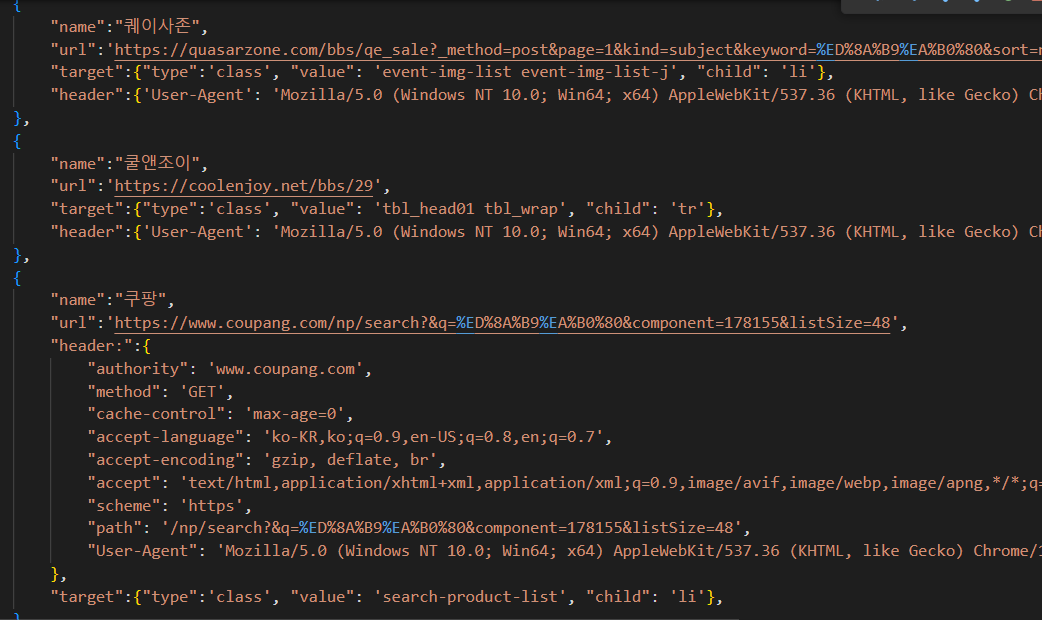 {
"name":"퀘이사존",
"url":'https://quasarzone.com/bbs/qe_sale?_method=post&page=1&kind=subject&keyword=%ED%8A%B9%EA%B0%80&sort=
"target":{"type":'class', "value": 'event-img-list event-img-list-j', "child": 'li'},
"header":{'User-Agent': 'Mozilla/5.0 (Windows NT 10.0; Win64; x64) AppleWebKit/537.36 (KHTML, like Gecko) Ch
},
{
"name":"쿨앤조이",
"url":'https://coolenjoy.net/bbs/29',
"target":{"type":'class', "value": 'tbl_head01 tbl_wrap', "child": 'tr'},
"header":{'User-Agent': 'Mozilla/5.0 (Windows NT 10.0; Win64; x64) AppleWebKit/537.36 (KHTML, like Gecko) Ch
},
{
"name":"쿠팡",
"url":'https://www.coupang.com/np/search?&q=%ED%8A%B9%EA%B0%80&component=178155&listSize=48',
"header:":{
"authority": 'www.coupang.com',
"method": 'GET',
"cache-control": 'max-age=0',
"accept-language": 'ko-KR,ko;q=0.9,en-US;q=0.8,en;q=0.7',
"accept-encoding": 'gzip, deflate, br',
"accept": 'text/html,application/xhtml+xml,application/xml;q=0.9,image/avif,image/webp,image/apng,*/*;q=
"scheme": 'https',
"path": '/np/search?&q=%ED%8A%B9%EA%B0%80&component=178155&listSize=48',
"User-Agent": 'Mozilla/5.0 (Windows NT 10.0; Win64; x64) AppleWebKit/537.36 (KHTML, like Gecko) Chrome/1
},
"target":{"type":'class', "value": 'search-product-list', "child": 'li'},